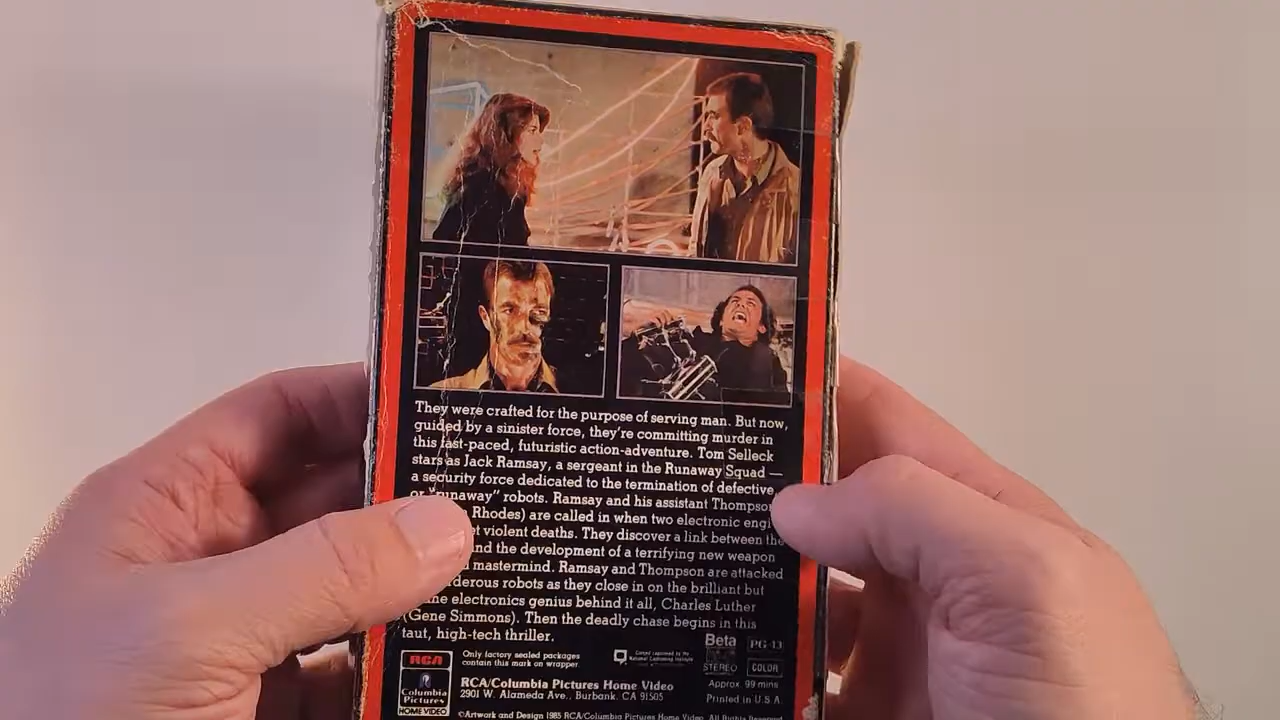 They were crafted for the purpose of serving man. But now,
guided by a sinister force, they're committing murder in
this fast-paced, futuristic action-adventure. Tom Selleck
stars as Jack Ramsay, a sergeant in the Runaway Squad —
a security force dedicated to the termination of defective,
or "runaway" robots. Ramsay and his assistant Thompson
Rhodes) are called in when two electronic
violent deaths. They discover a link between the
and the development of a terrifying new weapon
mastermind. Ramsay and Thompson are attacked
robots as they close in on the brilliant but
electronics genius behind it all, Charles Luther
(Gene Simmons). Then the deadly chase begins in this
taut, high-tech thriller.
Beta
PG-13
STEREO
COLOR
Approx. 99 mins
Printed in U.S.A.
RCA
Columbia
Pictures
HOME VIDEO
Only factory sealed packages
contain this mark on wrapper.
Closed captioned by the
National Captioning Institute
RCA/Columbia Pictures Home Video
2901 W. Alameda Ave., Burbank, CA 91505
©Artwork and Design 1985 RCA/Columbia Pictures Home Video. All Rights Reserved